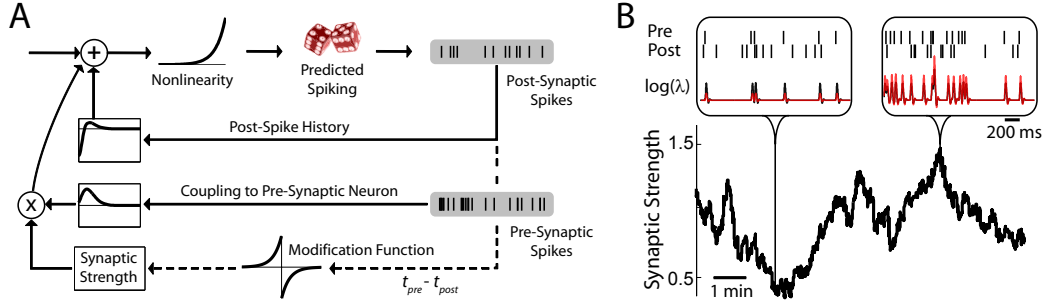 A
+
Nonlinearity
Predicted
Spiking
Post-Synaptic
Spikes
Post-Spike History
X
Coupling to Pre-Synaptic Neuron
Pre-Synaptic
Spikes
Synaptic
Strength
Modification Function
t_pre - t_post
B
Pre
Post
log(λ)
200 ms
Synaptic Strength
1.5
0.5
1 min